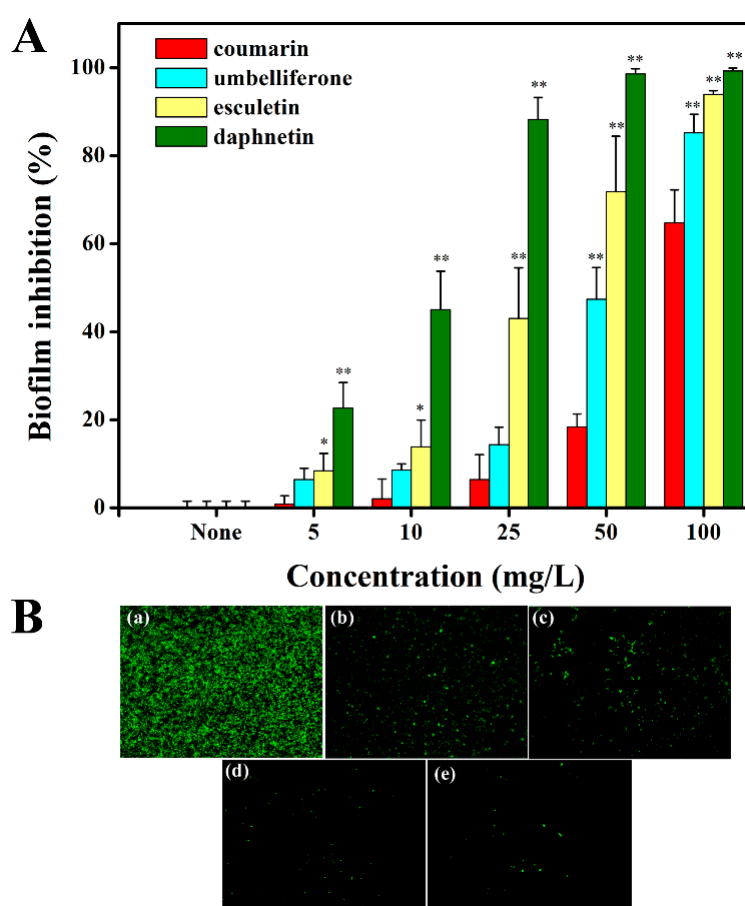 A
Biofilm inhibition (%)
100
80
60
40
20
0
coumarin
umbelliferone
esculetin
daphnetin
*
**
*
**
**
**
**
**
**
**
**
**
None
5
10
25
50
100
Concentration (mg/L)
B
(a)
(b)
(c)
(d)
(e)